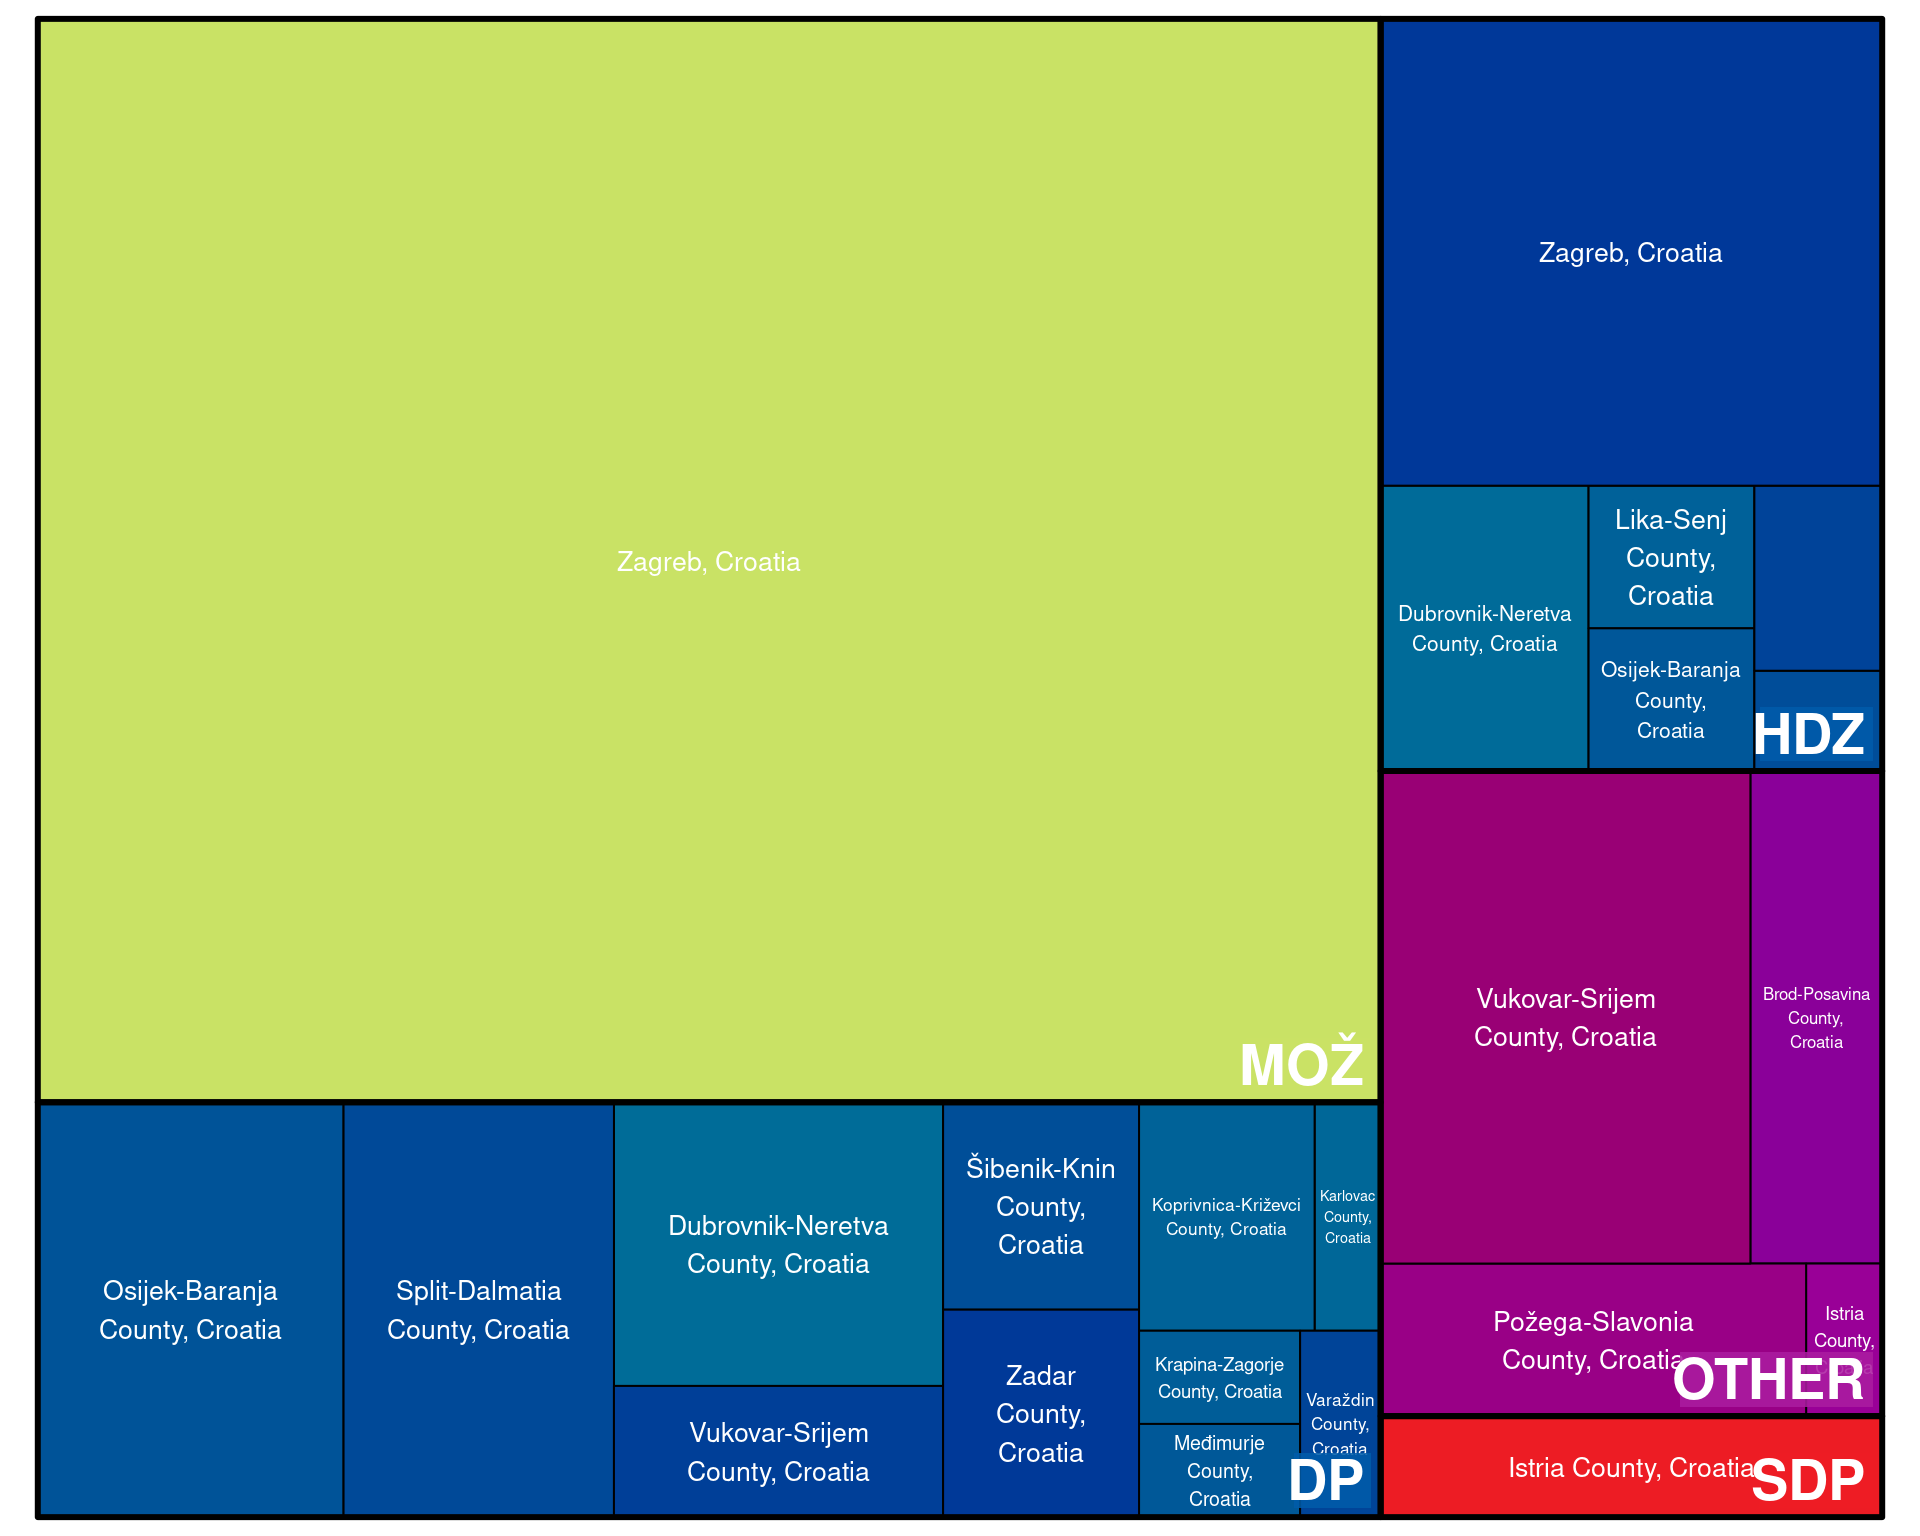 Zagreb, Croatia
MOŽ
Zagreb, Croatia
Dubrovnik-Neretva
County, Croatia
Lika-Senj
County,
Croatia
Osijek-Baranja
County,
Croatia
HDZ
Vukovar-Srijem
County, Croatia
Brod-Posavina
County,
Croatia
Požega-Slavonia
County, Croatia
Istria
County,
Croatia
OTHER
Istria County, Croatia
SDP
Osijek-Baranja
County, Croatia
Split-Dalmatia
County, Croatia
Dubrovnik-Neretva
County, Croatia
Vukovar-Srijem
County, Croatia
Šibenik-Knin
County,
Croatia
Zadar
County,
Croatia
Koprivnica-Križevci
County, Croatia
Karlovac
County,
Croatia
Krapina-Zagorje
County, Croatia
Međimurje
County,
Croatia
Varaždin
County,
Croatia
DP